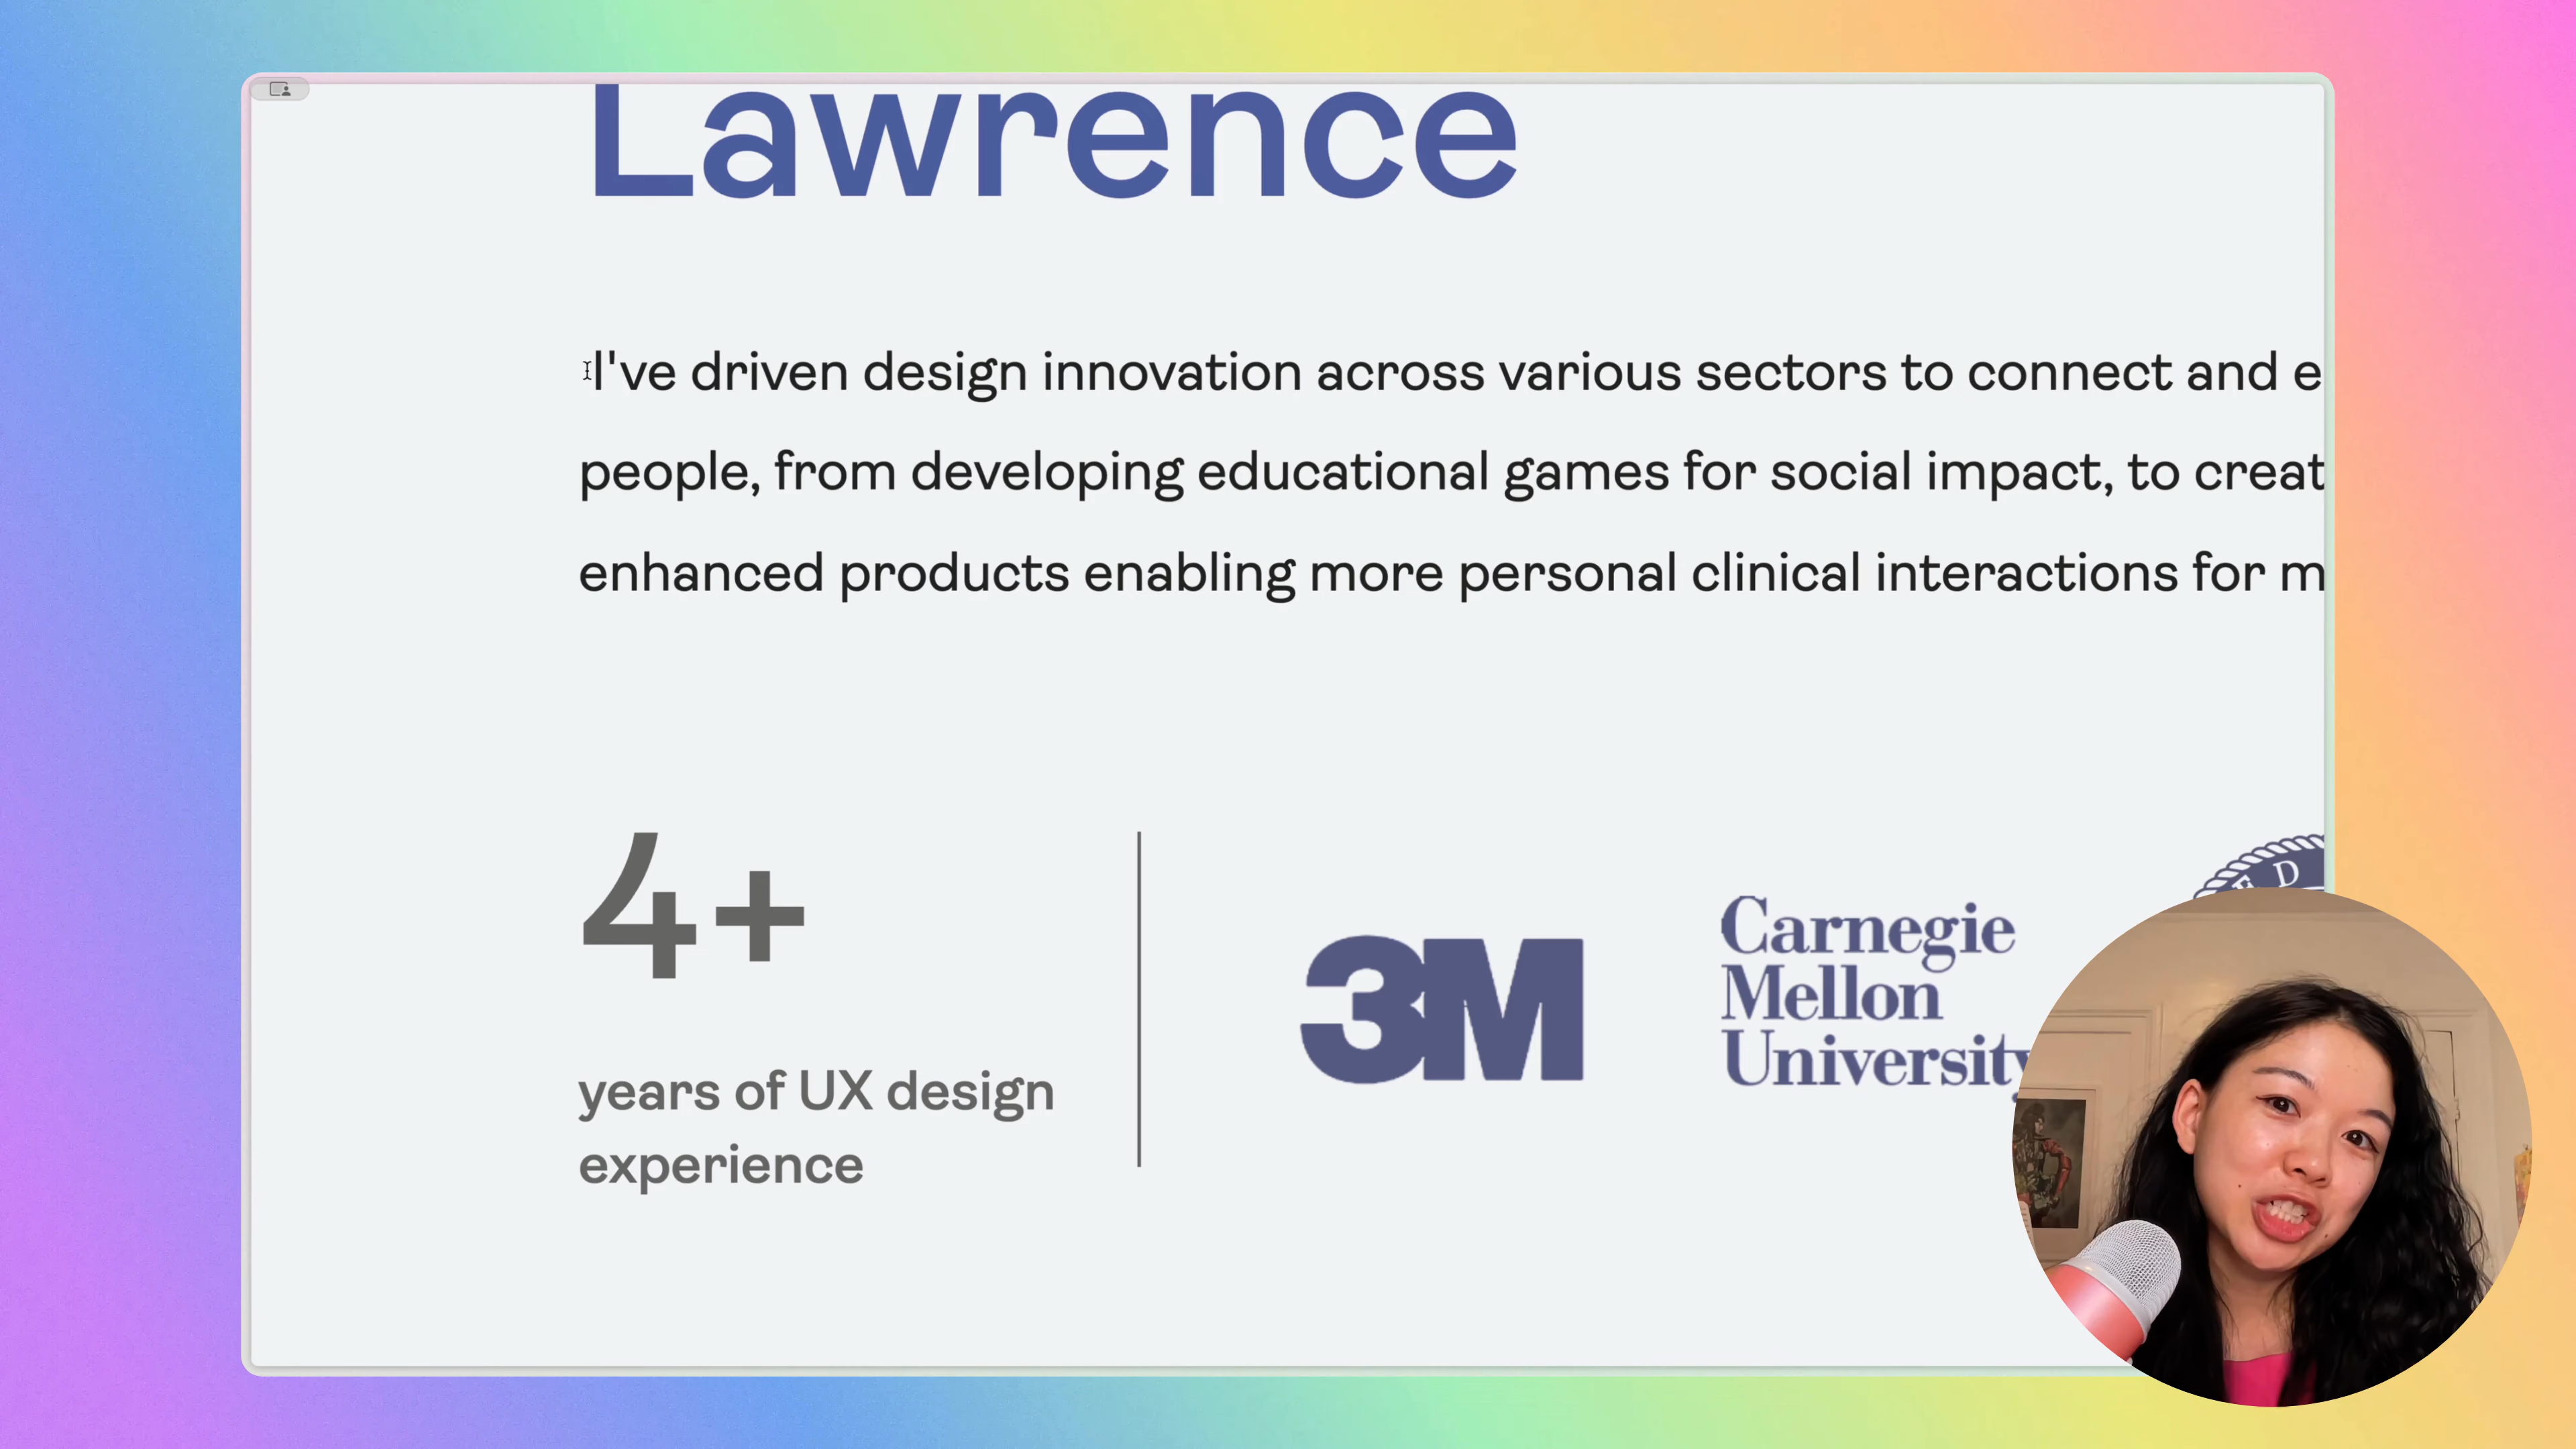 Lawrence
I've driven design innovation across various sectors to connect and e
people, from developing educational games for social impact, to creat
enhanced products enabling more personal clinical interactions for m
4+
years of UX design
experience
3M
Carnegie
Mellon
University
E D